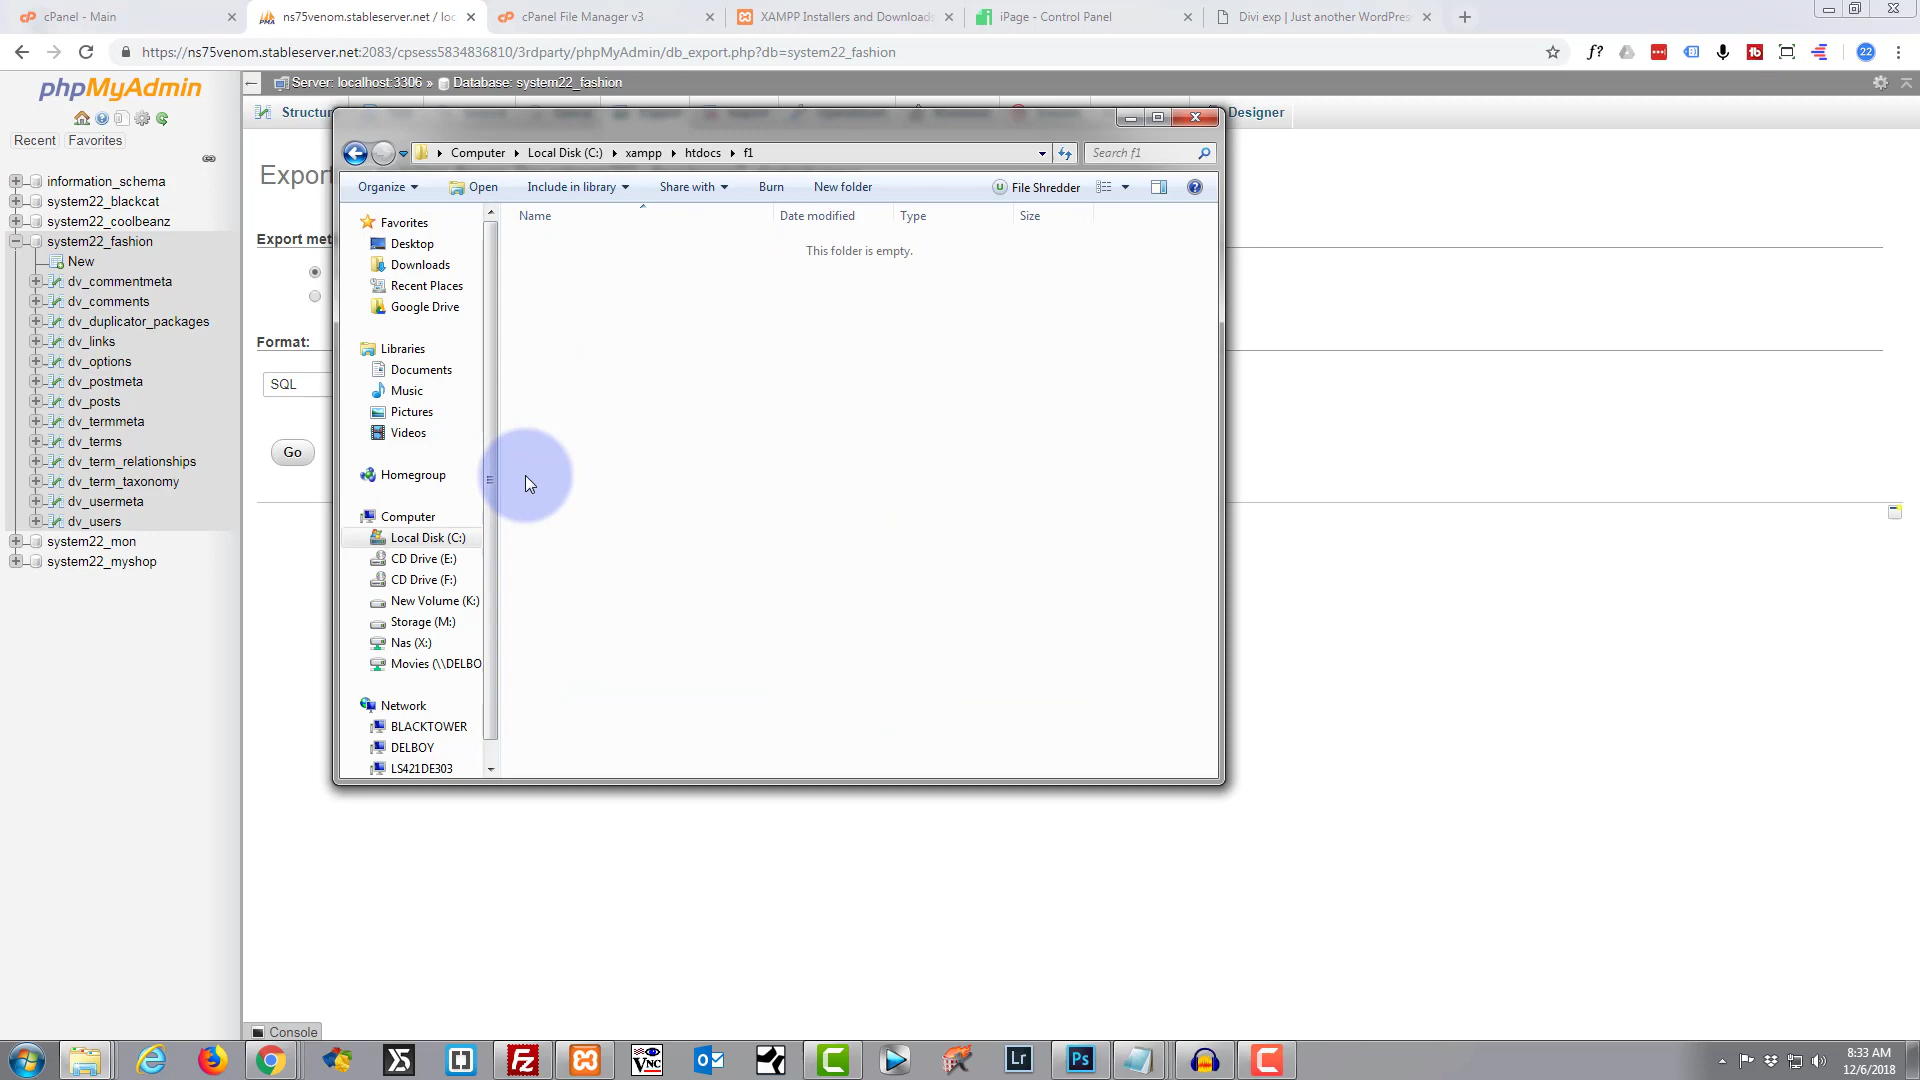 cPanel - Main
ns75venom.stableserver.net / loc
cPanel File Manager v3
XAMPP Installers and Downloads
iPage - Control Panel
Divi exp | Just another WordPres
https://ns75venom.stableserver.net:2083/cpsess5834836810/3rdparty/phpMyAdmin/db_export.php?db=system22_fashion
phpMyAdmin
Server: localhost:3306 » Database: system22_fashion
Structur
Designer
Recent
Favorites
information_schema
system22_blackcat
system22_coolbeanz
system22_fashion
New
dv_commentmeta
dv_comments
dv_duplicator_packages
dv_links
dv_options
dv_postmeta
dv_posts
dv_termmeta
dv_terms
dv_term_relationships
dv_term_taxonomy
dv_usermeta
dv_users
system22_mon
system22_myshop
Export
Export met
Format:
SQL
Go
Console
Computer
Local Disk (C:)
xampp
htdocs
f1
Search f1
Organize
Open
Include in library
Share with
Burn
New folder
File Shredder
Name
Date modified
Type
Size
This folder is empty.
Favorites
Desktop
Downloads
Recent Places
Google Drive
Libraries
Documents
Music
Pictures
Videos
Homegroup
Computer
Local Disk (C:)
CD Drive (E:)
CD Drive (F:)
New Volume (K:)
Storage (M:)
Nas (X:)
Movies (\\DELBO
Network
BLACKTOWER
DELBOY
LS421DE303
8:33 AM
12/6/2018